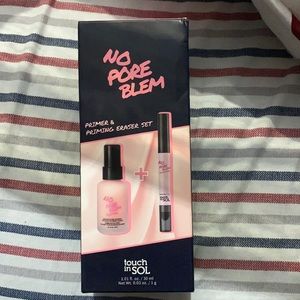 NO
PORE
BLEM
PRIMER &
PRIMING ERASER SET
+
touch
in SOL
1.01 fl. oz. / 30 ml
Net Wt. 0.03 oz. / 1 g